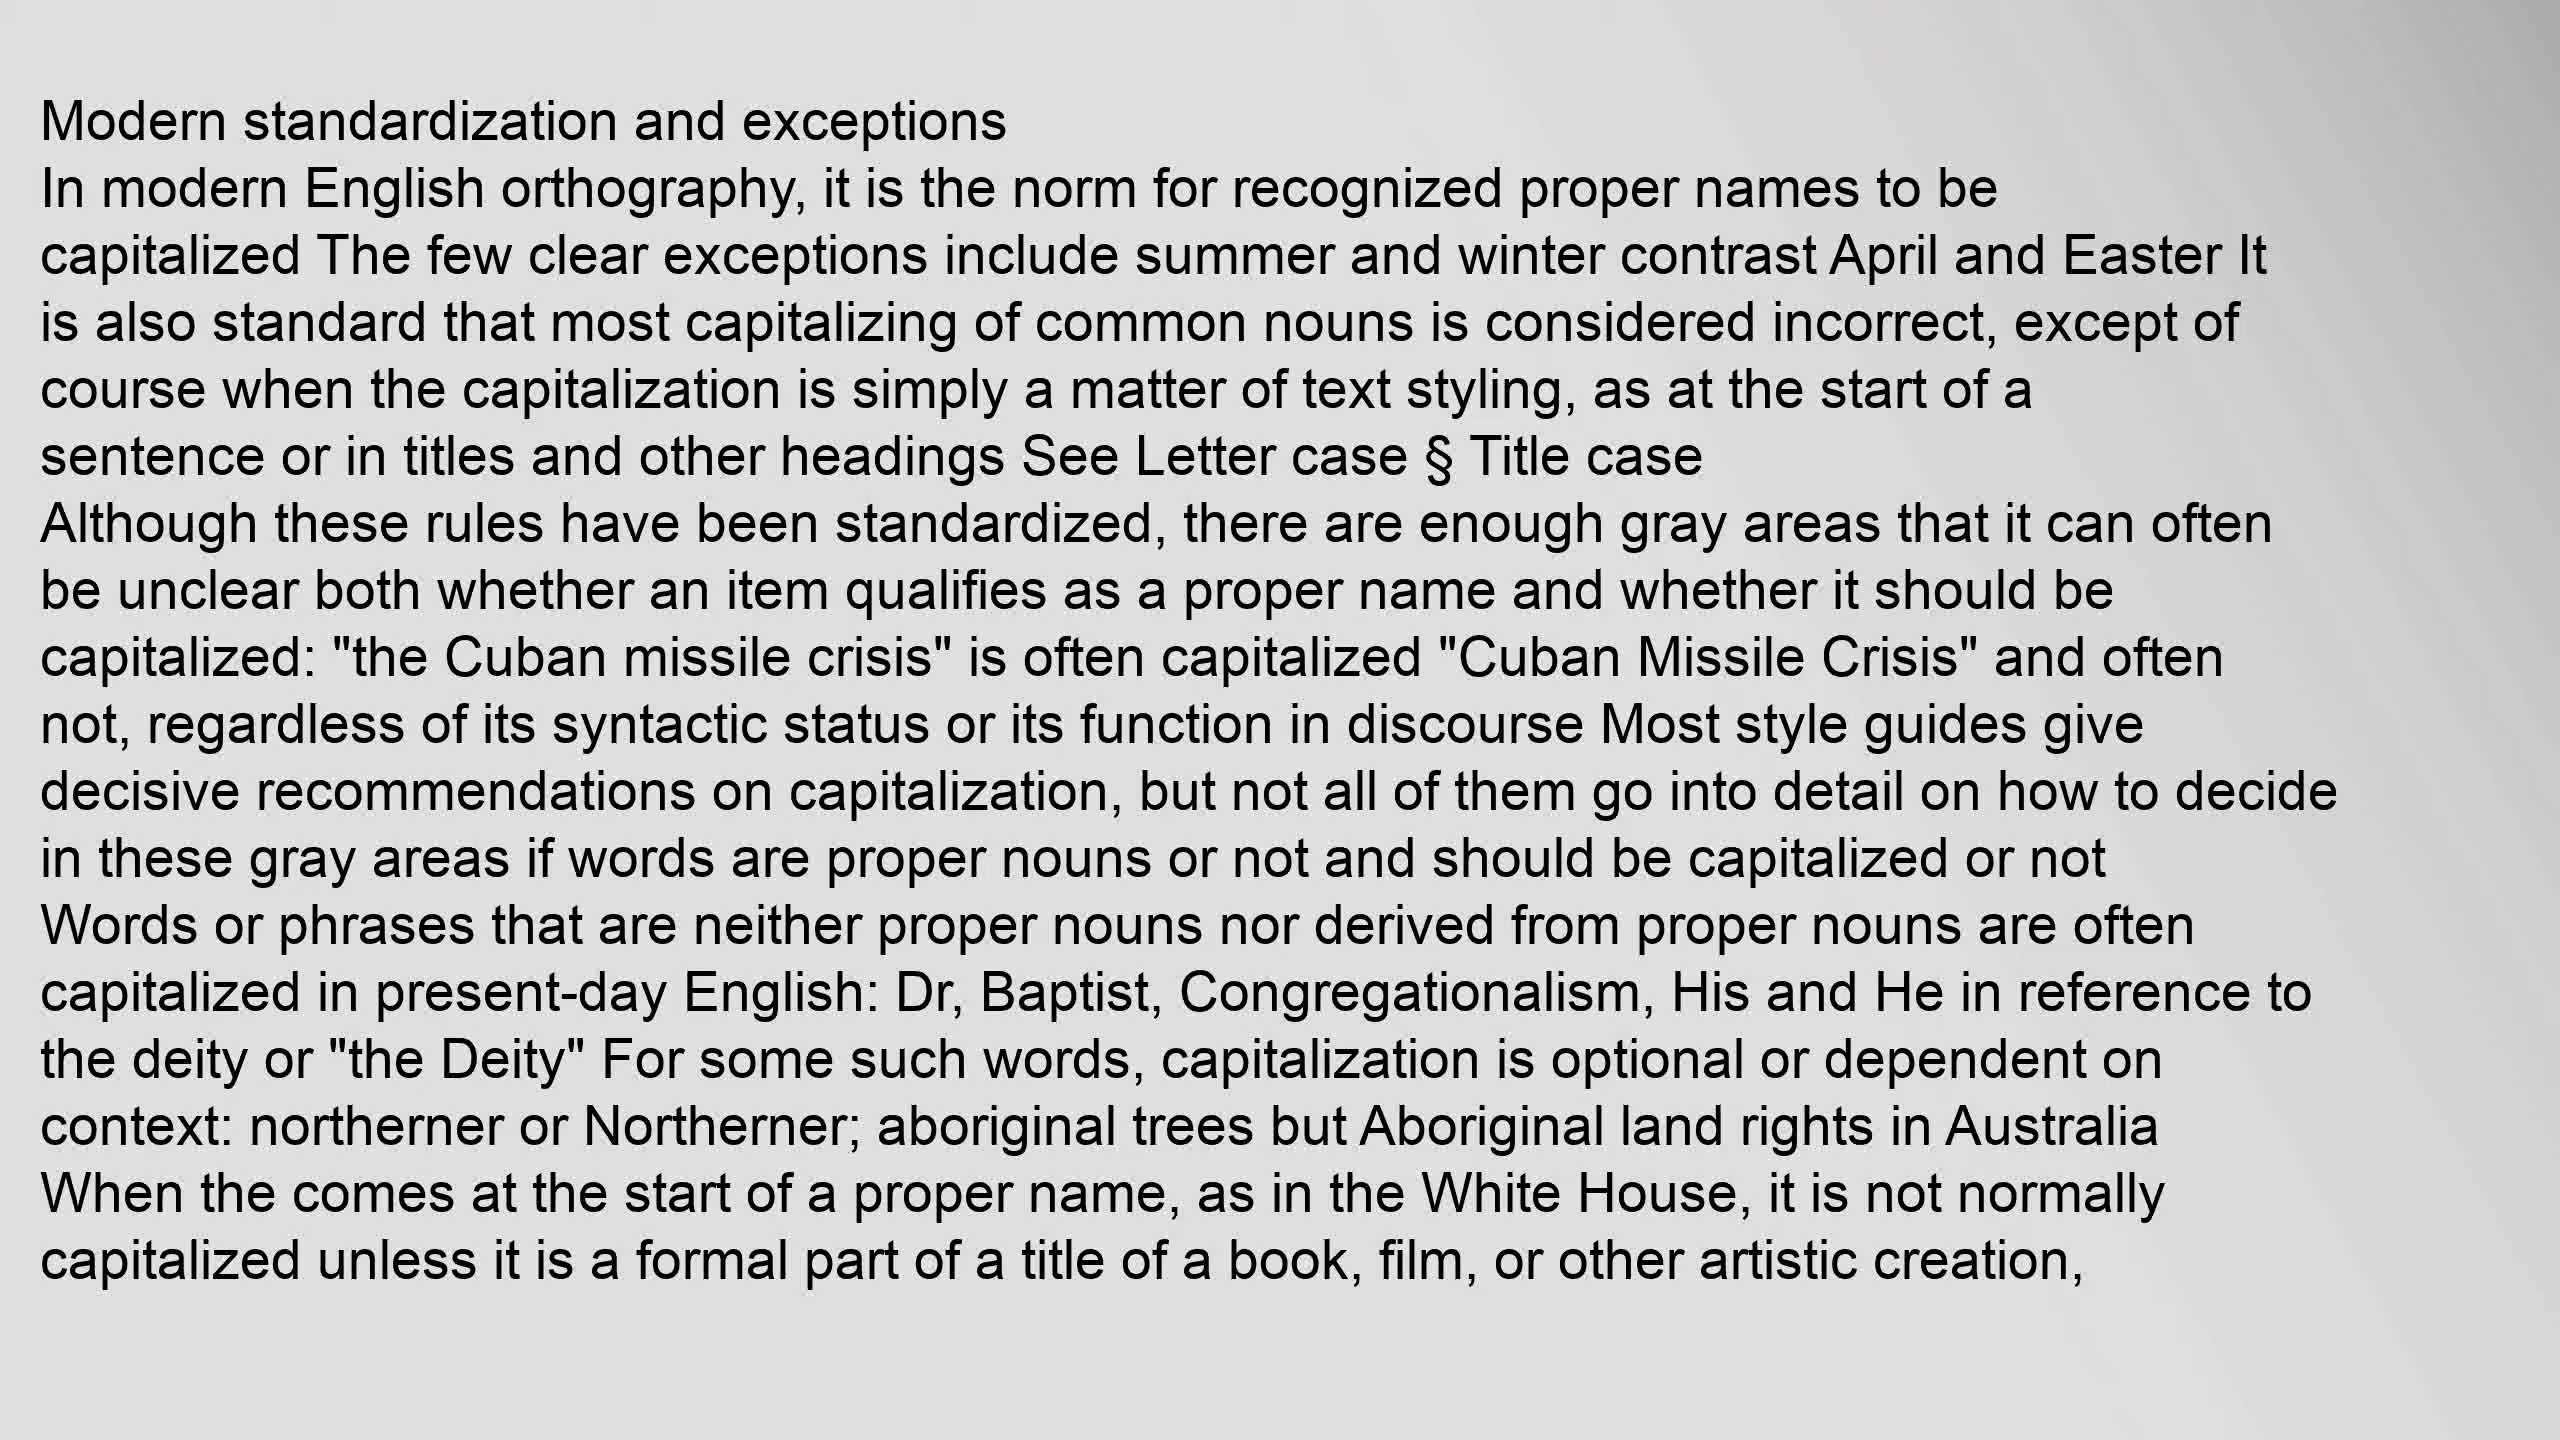 Modern standardization and exceptions
In modern English orthography, it is the norm for recognized proper names to be
capitalized The few clear exceptions include summer and winter contrast April and Easter It
is also standard that most capitalizing of common nouns is considered incorrect, except of
course when the capitalization is simply a matter of text styling, as at the start of a
sentence or in titles and other headings See Letter case § Title case
Although these rules have been standardized, there are enough gray areas that it can often
be unclear both whether an item qualifies as a proper name and whether it should be
capitalized: "the Cuban missile crisis" is often capitalized "Cuban Missile Crisis" and often
not, regardless of its syntactic status or its function in discourse Most style guides give
decisive recommendations on capitalization, but not all of them go into detail on how to decide
in these gray areas if words are proper nouns or not and should be capitalized or not
Words or phrases that are neither proper nouns nor derived from proper nouns are often
capitalized in present-day English: Dr, Baptist, Congregationalism, His and He in reference to
the deity or "the Deity" For some such words, capitalization is optional or dependent on
context: northerner or Northerner; aboriginal trees but Aboriginal land rights in Australia
When the comes at the start of a proper name, as in the White House, it is not normally
capitalized unless it is a formal part of a title of a book, film, or other artistic creation,